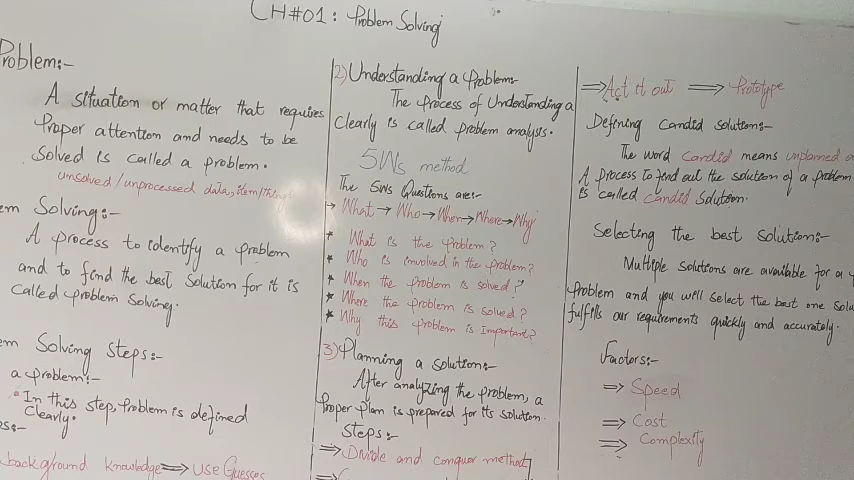 CH#01: Problem Solving
Problem:-
A situation or matter that requires
Proper attention and needs to be
Solved is called a problem.
unsolved/unprocessed data, item/thing
em Solving:-
A process to identify a problem
and to find the best Solution for it is
Called problem Solving.
em Solving Steps:-
a problem:-
In this step, Problem is defined
Clearly.
es:-
background Knowledge ⟹ Use Guesses
2) Understanding a Problem:-
The Process of Understanding a
Clearly is called problem analysis.
5Ws method
The 5Ws Questions are:-
→ What → Who → When → Where → Why
* What is the problem?
* Who is involved in the problem?
* When the problem is solved?
* Where the problem is solved?
* Why this problem is Important?
3) Planning a solution:-
After analyzing the problem, a
Proper Plan is prepared for its solution.
Steps:-
⟹ Divide and conquer method
⟹ Act it out ⟹ Prototype
Defining Candid Solution:-
The word Candid means unplanned
A process to find out the solution of a problem
is called Candid Solution.
Selecting the best solution:-
Multiple solutions are available for a
Problem and you will select the best one solu
fulfills our requirements quickly and accurately.
Factors:-
⟹ Speed
⟹ Cost
⟹ Complexity